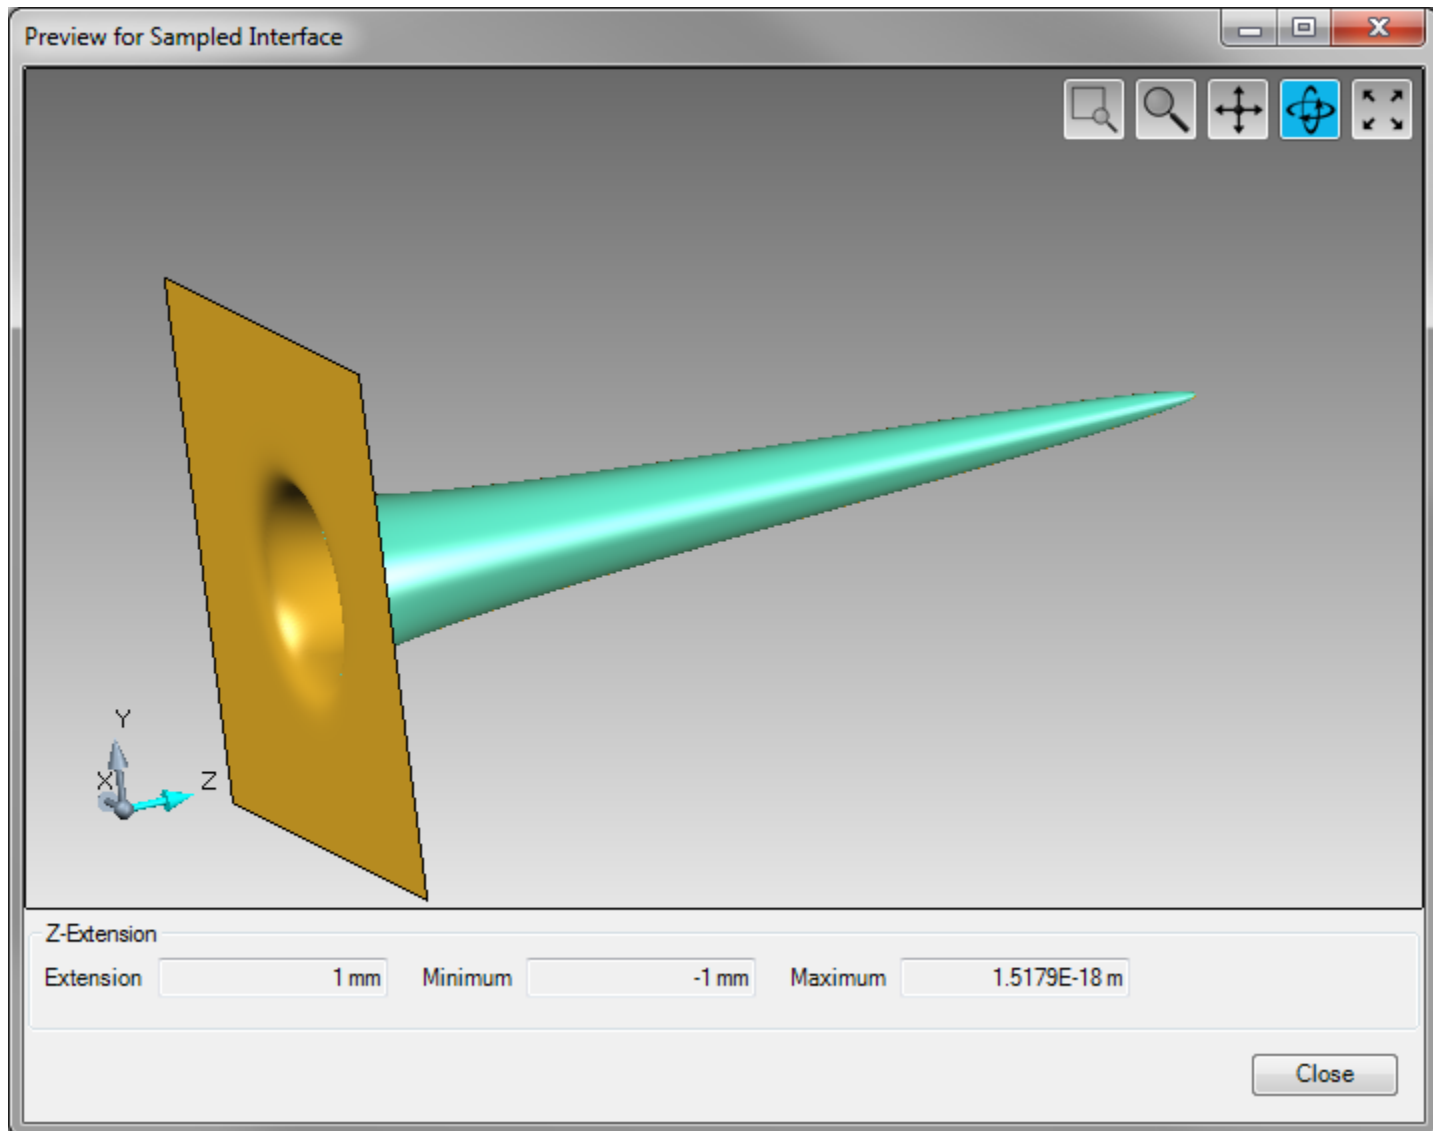 Preview for Sampled Interface
Y
X Z
Z-Extension
Extension 1 mm Minimum -1 mm Maximum 1.5179E-18 m
Close